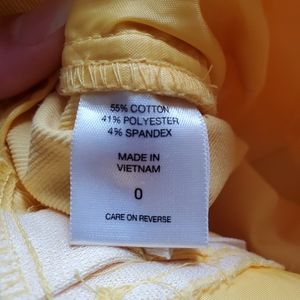 55% COTTON
41% POLYESTER
4% SPANDEX
MADE IN
VIETNAM
0
CARE ON REVERSE